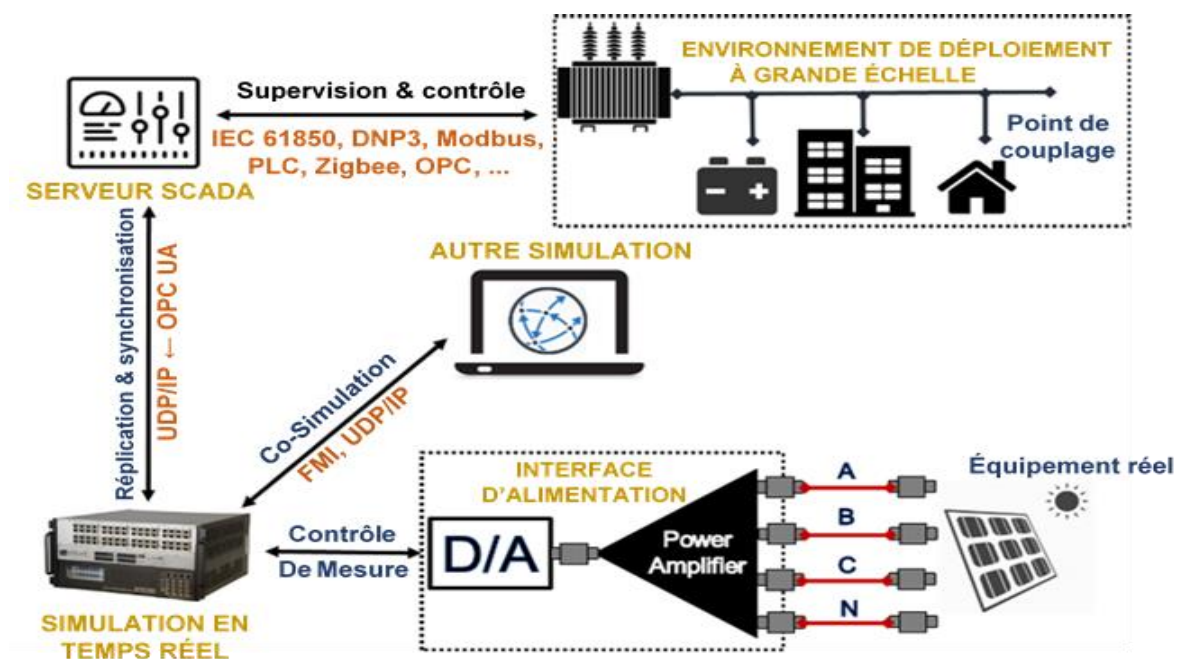 ENVIRONNEMENT DE DÉPLOIEMENT
À GRANDE ÉCHELLE
Supervision & contrôle
IEC 61850, DNP3, Modbus,
PLC, Zigbee, OPC, ...
Point de
couplage
SERVEUR SCADA
Réplication & synchronisation
UDP/IP ← OPC UA
AUTRE SIMULATION
Co-Simulation
FMI, UDP/IP
INTERFACE
D'ALIMENTATION
Équipement réel
Contrôle
De Mesure
D/A
Power
Amplifier
A
B
C
N
SIMULATION EN
TEMPS RÉEL